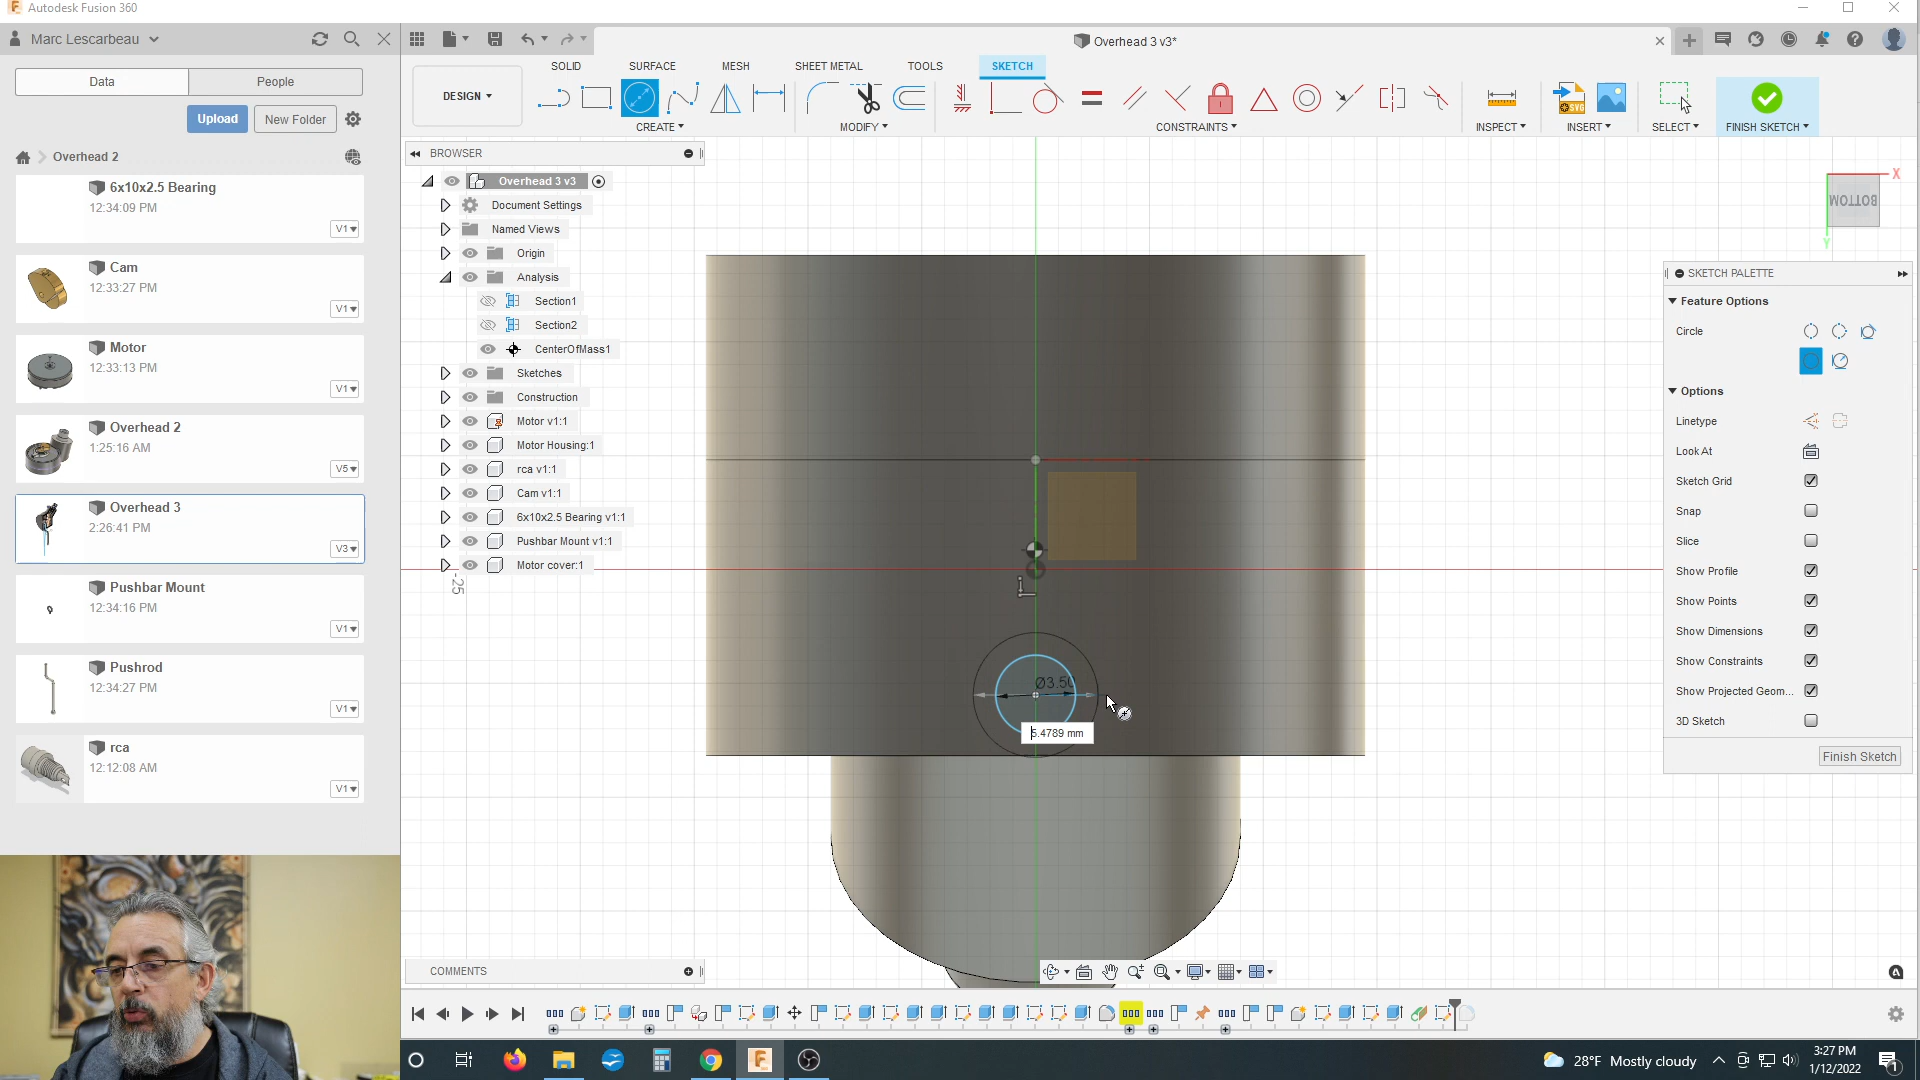 Autodesk Fusion 360
Marc Lescarbeau
Overhead 3 v3*
Data
People
Upload
New Folder
Overhead 2
6x10x2.5 Bearing
12:34:09 PM
V1
Cam
12:33:27 PM
V1
Motor
12:33:13 PM
V1
Overhead 2
1:25:16 AM
V5
Overhead 3
2:26:41 PM
V3
Pushbar Mount
12:34:16 PM
V1
Pushrod
12:34:27 PM
V1
rca
12:12:08 AM
V1
DESIGN
SOLID
SURFACE
MESH
SHEET METAL
TOOLS
SKETCH
CREATE
MODIFY
CONSTRAINTS
INSPECT
INSERT
SELECT
FINISH SKETCH
SVG
BROWSER
Overhead 3 v3
Document Settings
Named Views
Origin
Analysis
Section1
Section2
CenterOfMass1
Sketches
Construction
Motor v1:1
Motor Housing:1
rca v1:1
Cam v1:1
6x10x2.5 Bearing v1:1
Pushbar Mount v1:1
Motor cover:1
-25
Ø3.50
5.4789 mm
X
BOTTOM
Y
SKETCH PALETTE
Feature Options
Circle
Options
Linetype
Look At
Sketch Grid
Snap
Slice
Show Profile
Show Points
Show Dimensions
Show Constraints
Show Projected Geom...
3D Sketch
Finish Sketch
COMMENTS
28°F Mostly cloudy
3:27 PM
1/12/2022
1